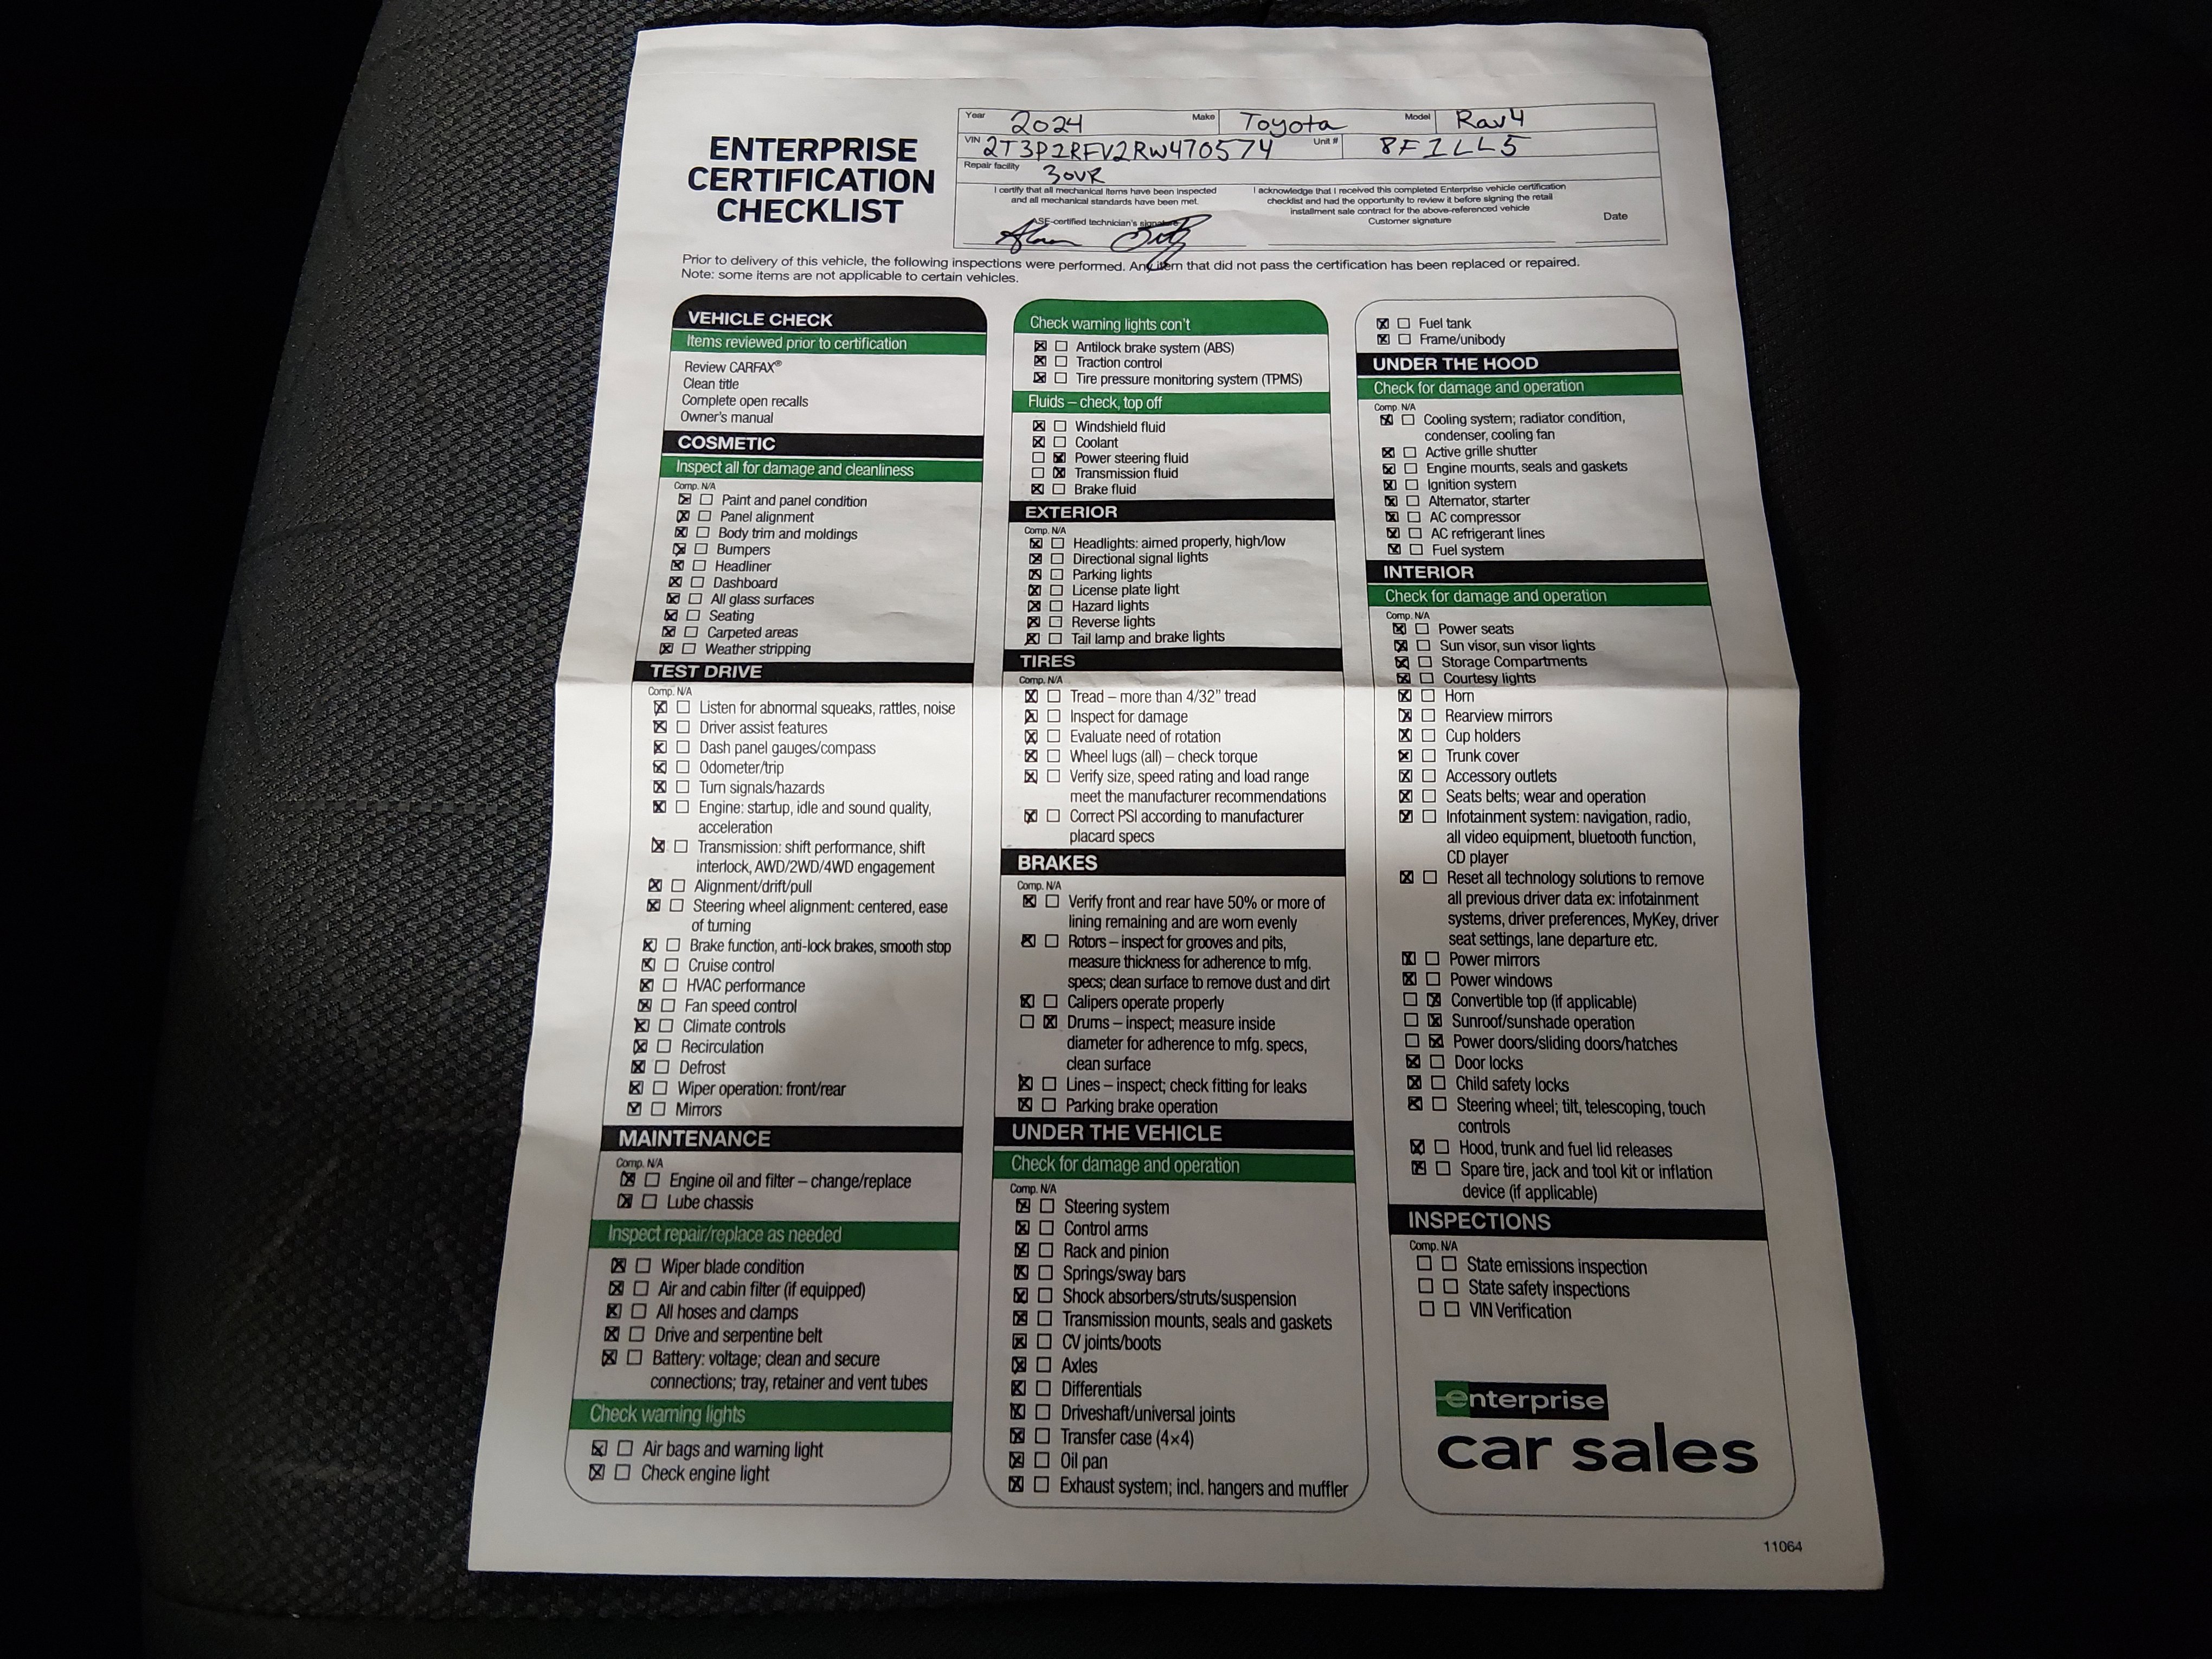 ENTERPRISE
CERTIFICATION
CHECKLIST
Year 2024 Make Toyota Model Rav4
VIN 2T3P1RFV2RW470574 Unit # 8F1LL5
Repair facility 30VR
I certify that all mechanical items have been inspected
and all mechanical standards have been met.
ASE-certified technician's signature
I acknowledge that I received this completed Enterprise vehicle certification
checklist and had the opportunity to review it before signing the retail
installment sale contract for the above-referenced vehicle
Customer signature
Date
Prior to delivery of this vehicle, the following inspections were performed. Any item that did not pass the certification has been replaced or repaired.
Note: some items are not applicable to certain vehicles.
VEHICLE CHECK
Items reviewed prior to certification
Review CARFAX®
Clean title
Complete open recalls
Owner's manual
COSMETIC
Inspect all for damage and cleanliness
Comp. N/A
Paint and panel condition
Panel alignment
Body trim and moldings
Bumpers
Headliner
Dashboard
All glass surfaces
Seating
Carpeted areas
Weather stripping
TEST DRIVE
Comp. N/A
Listen for abnormal squeaks, rattles, noise
Driver assist features
Dash panel gauges/compass
Odometer/trip
Turn signals/hazards
Engine: startup, idle and sound quality,
acceleration
Transmission: shift performance, shift
interlock, AWD/2WD/4WD engagement
Alignment/drift/pull
Steering wheel alignment: centered, ease
of turning
Brake function, anti-lock brakes, smooth stop
Cruise control
HVAC performance
Fan speed control
Climate controls
Recirculation
Defrost
Wiper operation: front/rear
Mirrors
MAINTENANCE
Comp. N/A
Engine oil and filter – change/replace
Lube chassis
Inspect repair/replace as needed
Wiper blade condition
Air and cabin filter (if equipped)
All hoses and clamps
Drive and serpentine belt
Battery: voltage; clean and secure
connections; tray, retainer and vent tubes
Check warning lights
Air bags and warning light
Check engine light
Check warning lights con't
Antilock brake system (ABS)
Traction control
Tire pressure monitoring system (TPMS)
Fluids – check, top off
Windshield fluid
Coolant
Power steering fluid
Transmission fluid
Brake fluid
EXTERIOR
Comp. N/A
Headlights: aimed properly, high/low
Directional signal lights
Parking lights
License plate light
Hazard lights
Reverse lights
Tail lamp and brake lights
TIRES
Comp. N/A
Tread – more than 4/32" tread
Inspect for damage
Evaluate need of rotation
Wheel lugs (all) – check torque
Verify size, speed rating and load range
meet the manufacturer recommendations
Correct PSI according to manufacturer
placard specs
BRAKES
Comp. N/A
Verify front and rear have 50% or more of
lining remaining and are worn evenly
Rotors – inspect for grooves and pits,
measure thickness for adherence to mfg.
specs; clean surface to remove dust and dirt
Calipers operate properly
Drums – inspect; measure inside
diameter for adherence to mfg. specs,
clean surface
Lines – inspect; check fitting for leaks
Parking brake operation
UNDER THE VEHICLE
Check for damage and operation
Comp. N/A
Steering system
Control arms
Rack and pinion
Springs/sway bars
Shock absorbers/struts/suspension
Transmission mounts, seals and gaskets
CV joints/boots
Axles
Differentials
Driveshaft/universal joints
Transfer case (4×4)
Oil pan
Exhaust system; incl. hangers and muffler
Fuel tank
Frame/unibody
UNDER THE HOOD
Check for damage and operation
Comp. N/A
Cooling system; radiator condition,
condenser, cooling fan
Active grille shutter
Engine mounts, seals and gaskets
Ignition system
Alternator, starter
AC compressor
AC refrigerant lines
Fuel system
INTERIOR
Check for damage and operation
Comp. N/A
Power seats
Sun visor, sun visor lights
Storage Compartments
Courtesy lights
Horn
Rearview mirrors
Cup holders
Trunk cover
Accessory outlets
Seats belts; wear and operation
Infotainment system: navigation, radio,
all video equipment, bluetooth function,
CD player
Reset all technology solutions to remove
all previous driver data ex: infotainment
systems, driver preferences, MyKey, driver
seat settings, lane departure etc.
Power mirrors
Power windows
Convertible top (if applicable)
Sunroof/sunshade operation
Power doors/sliding doors/hatches
Door locks
Child safety locks
Steering wheel; tilt, telescoping, touch
controls
Hood, trunk and fuel lid releases
Spare tire, jack and tool kit or inflation
device (if applicable)
INSPECTIONS
Comp. N/A
State emissions inspection
State safety inspections
VIN Verification
enterprise
car sales
11064